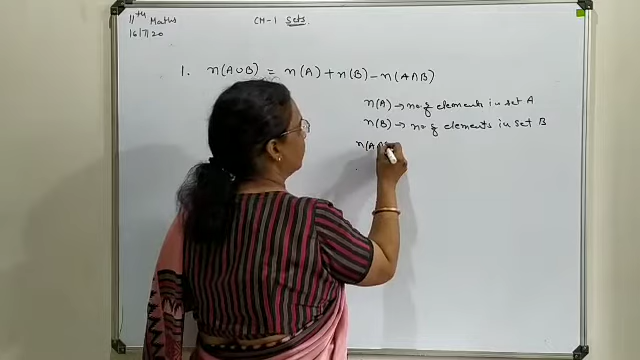 11th Maths
16/7/20
CH-1 Sets.
1. n(A∪B) = n(A) + n(B) - n(A∩B)
n(A) → no. of elements in set A
n(B) → no. of elements in set B
n(A∩